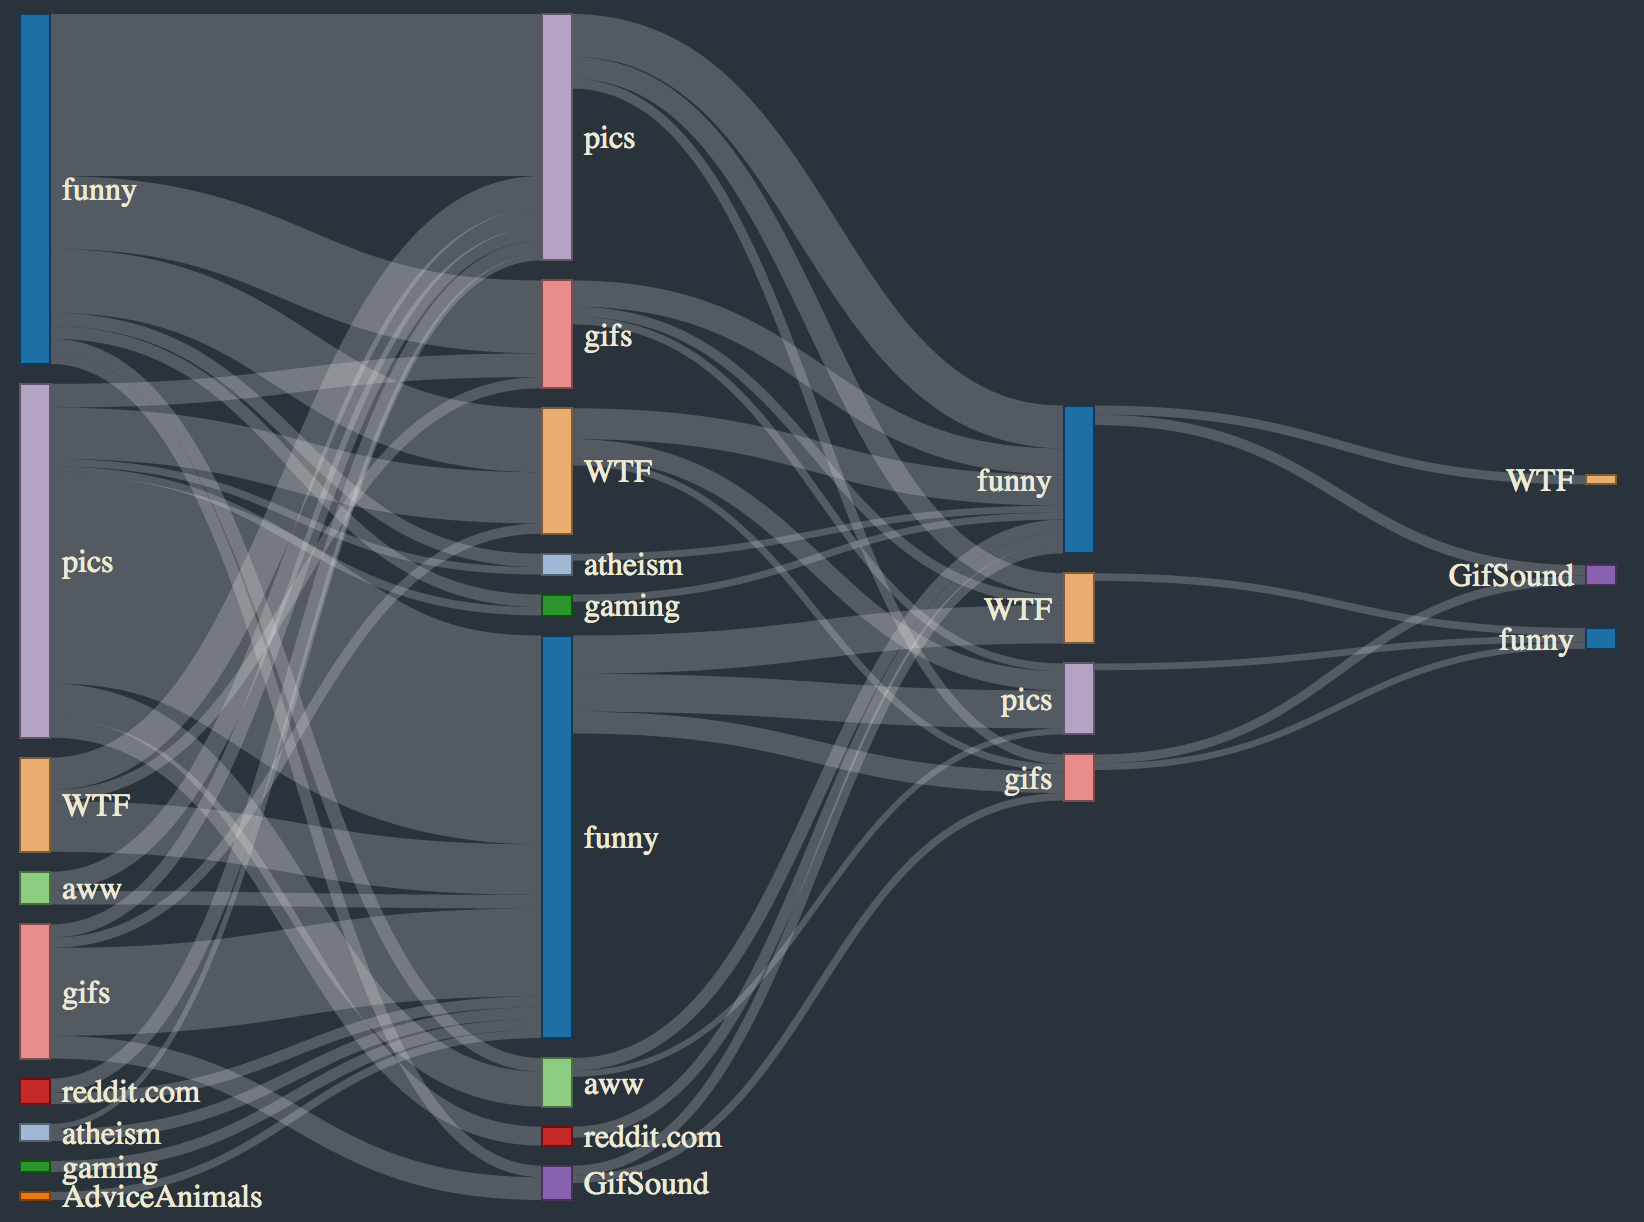 funny
pics
WTF
aww
gifs
reddit.com
atheism
gaming
AdviceAnimals
pics
gifs
WTF
atheism
gaming
funny
aww
reddit.com
GifSound
funny
WTF
pics
gifs
WTF
GifSound
funny